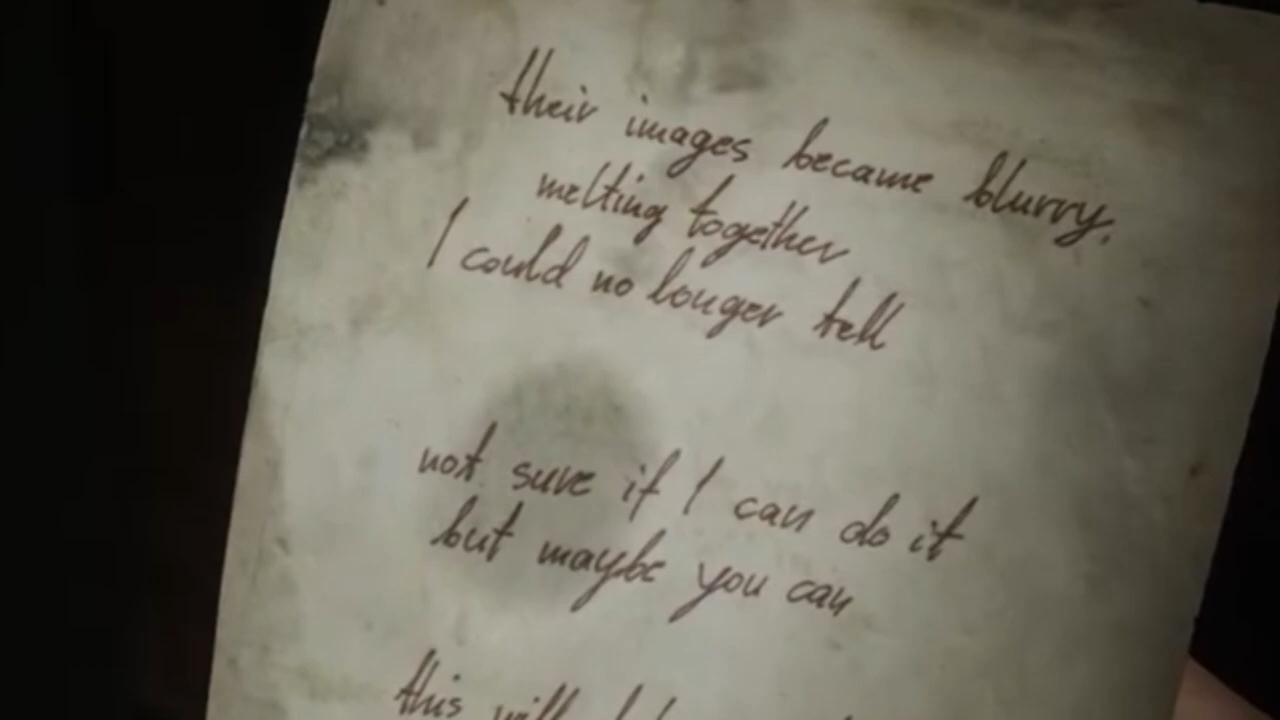 their images became blurry.
melting together
I could no longer tell
not sure if I can do it
but maybe you can
this will